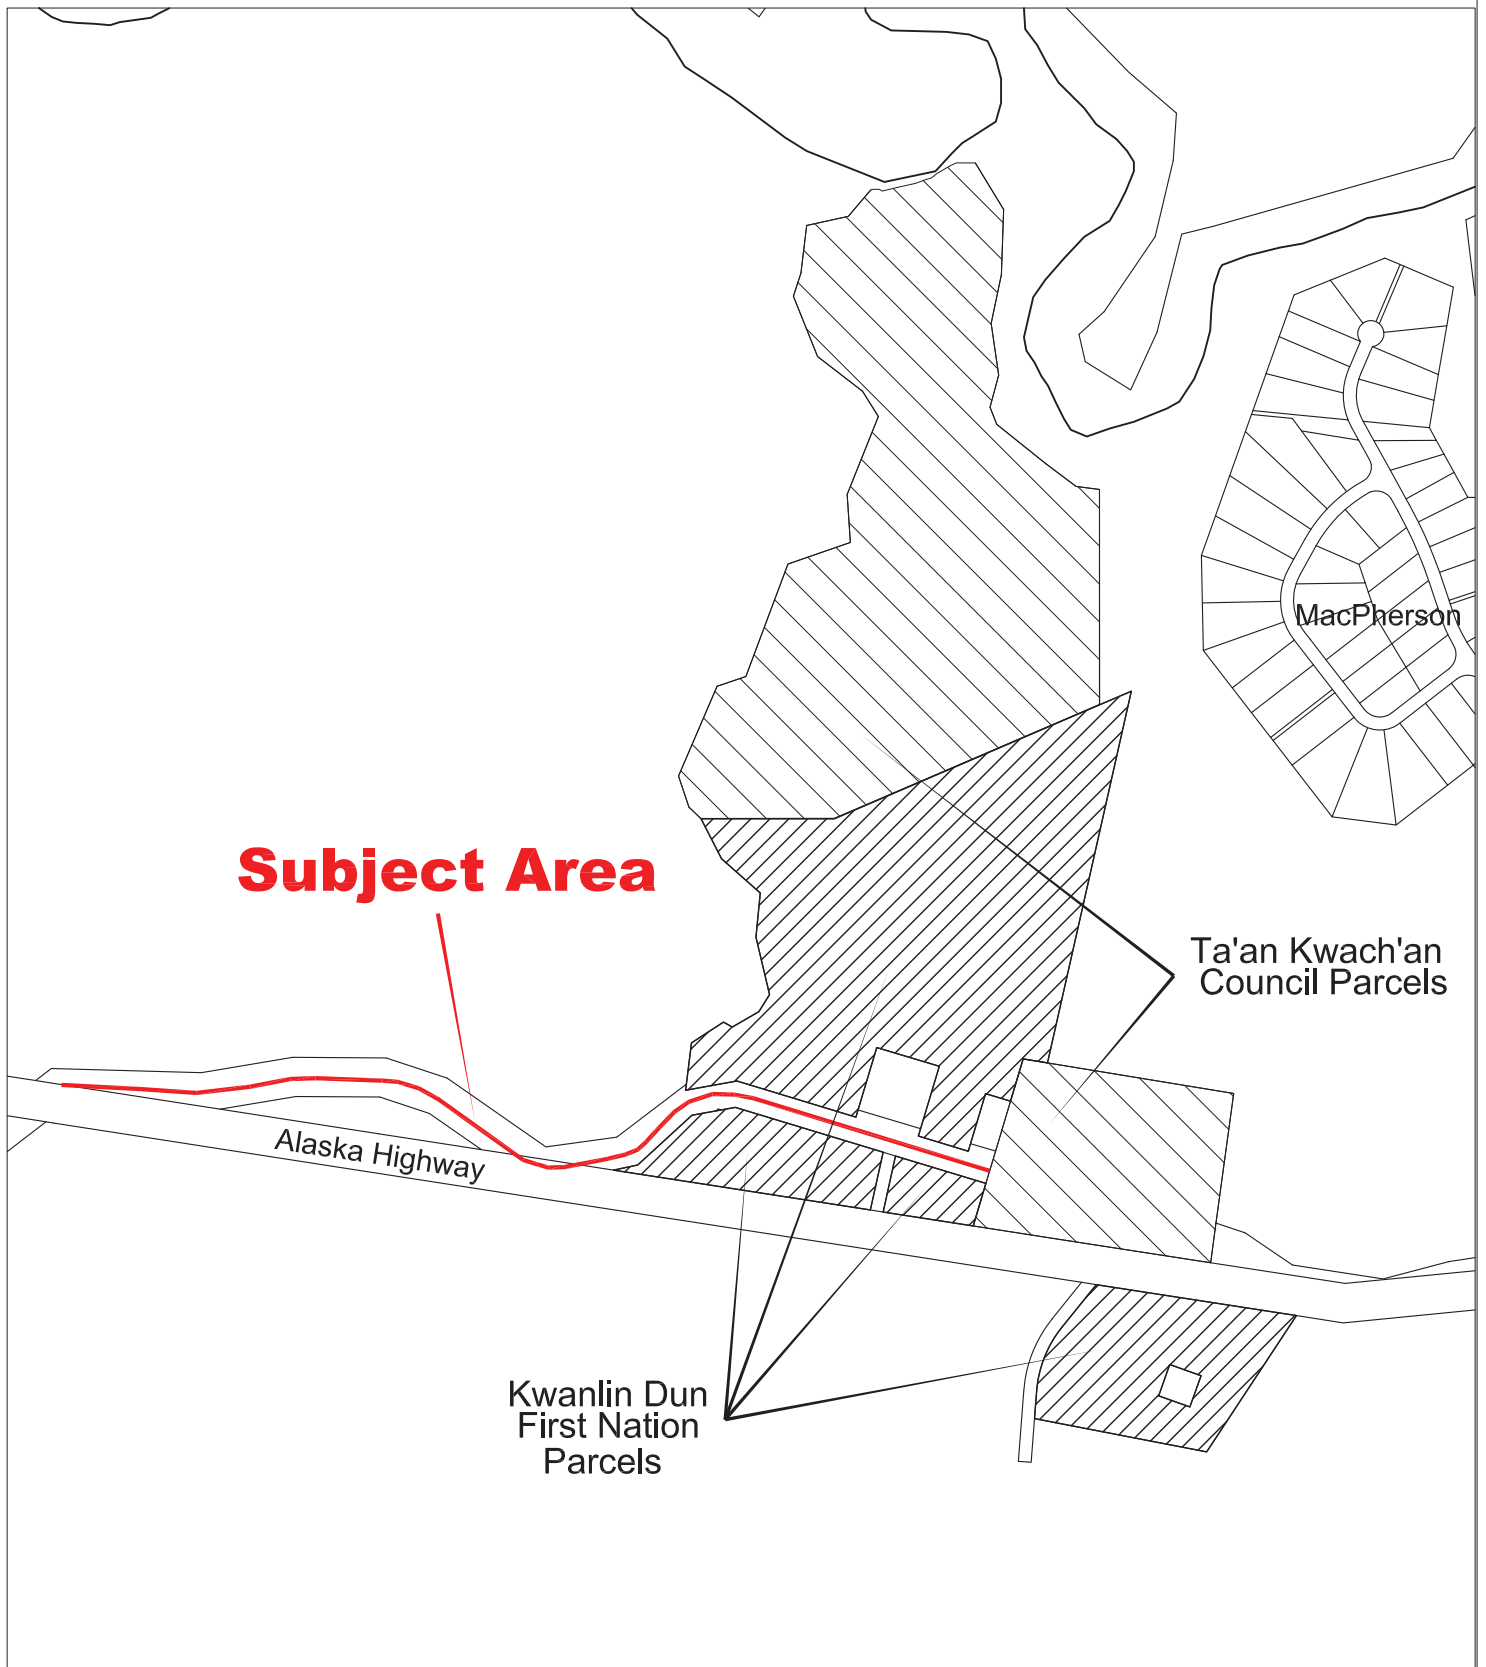 MacPherson
Subject Area
Ta'an Kwach'an
Council Parcels
Alaska Highway
Kwanlin Dun
First Nation
Parcels